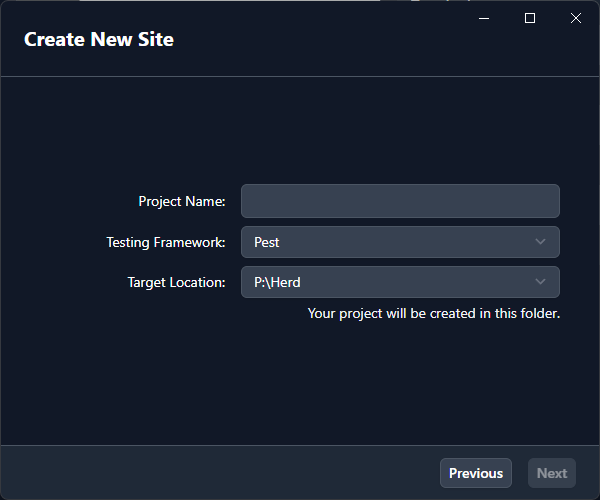 Create New Site
Project Name:
Testing Framework: Pest
Target Location: P:\Herd
Your project will be created in this folder.
Previous Next